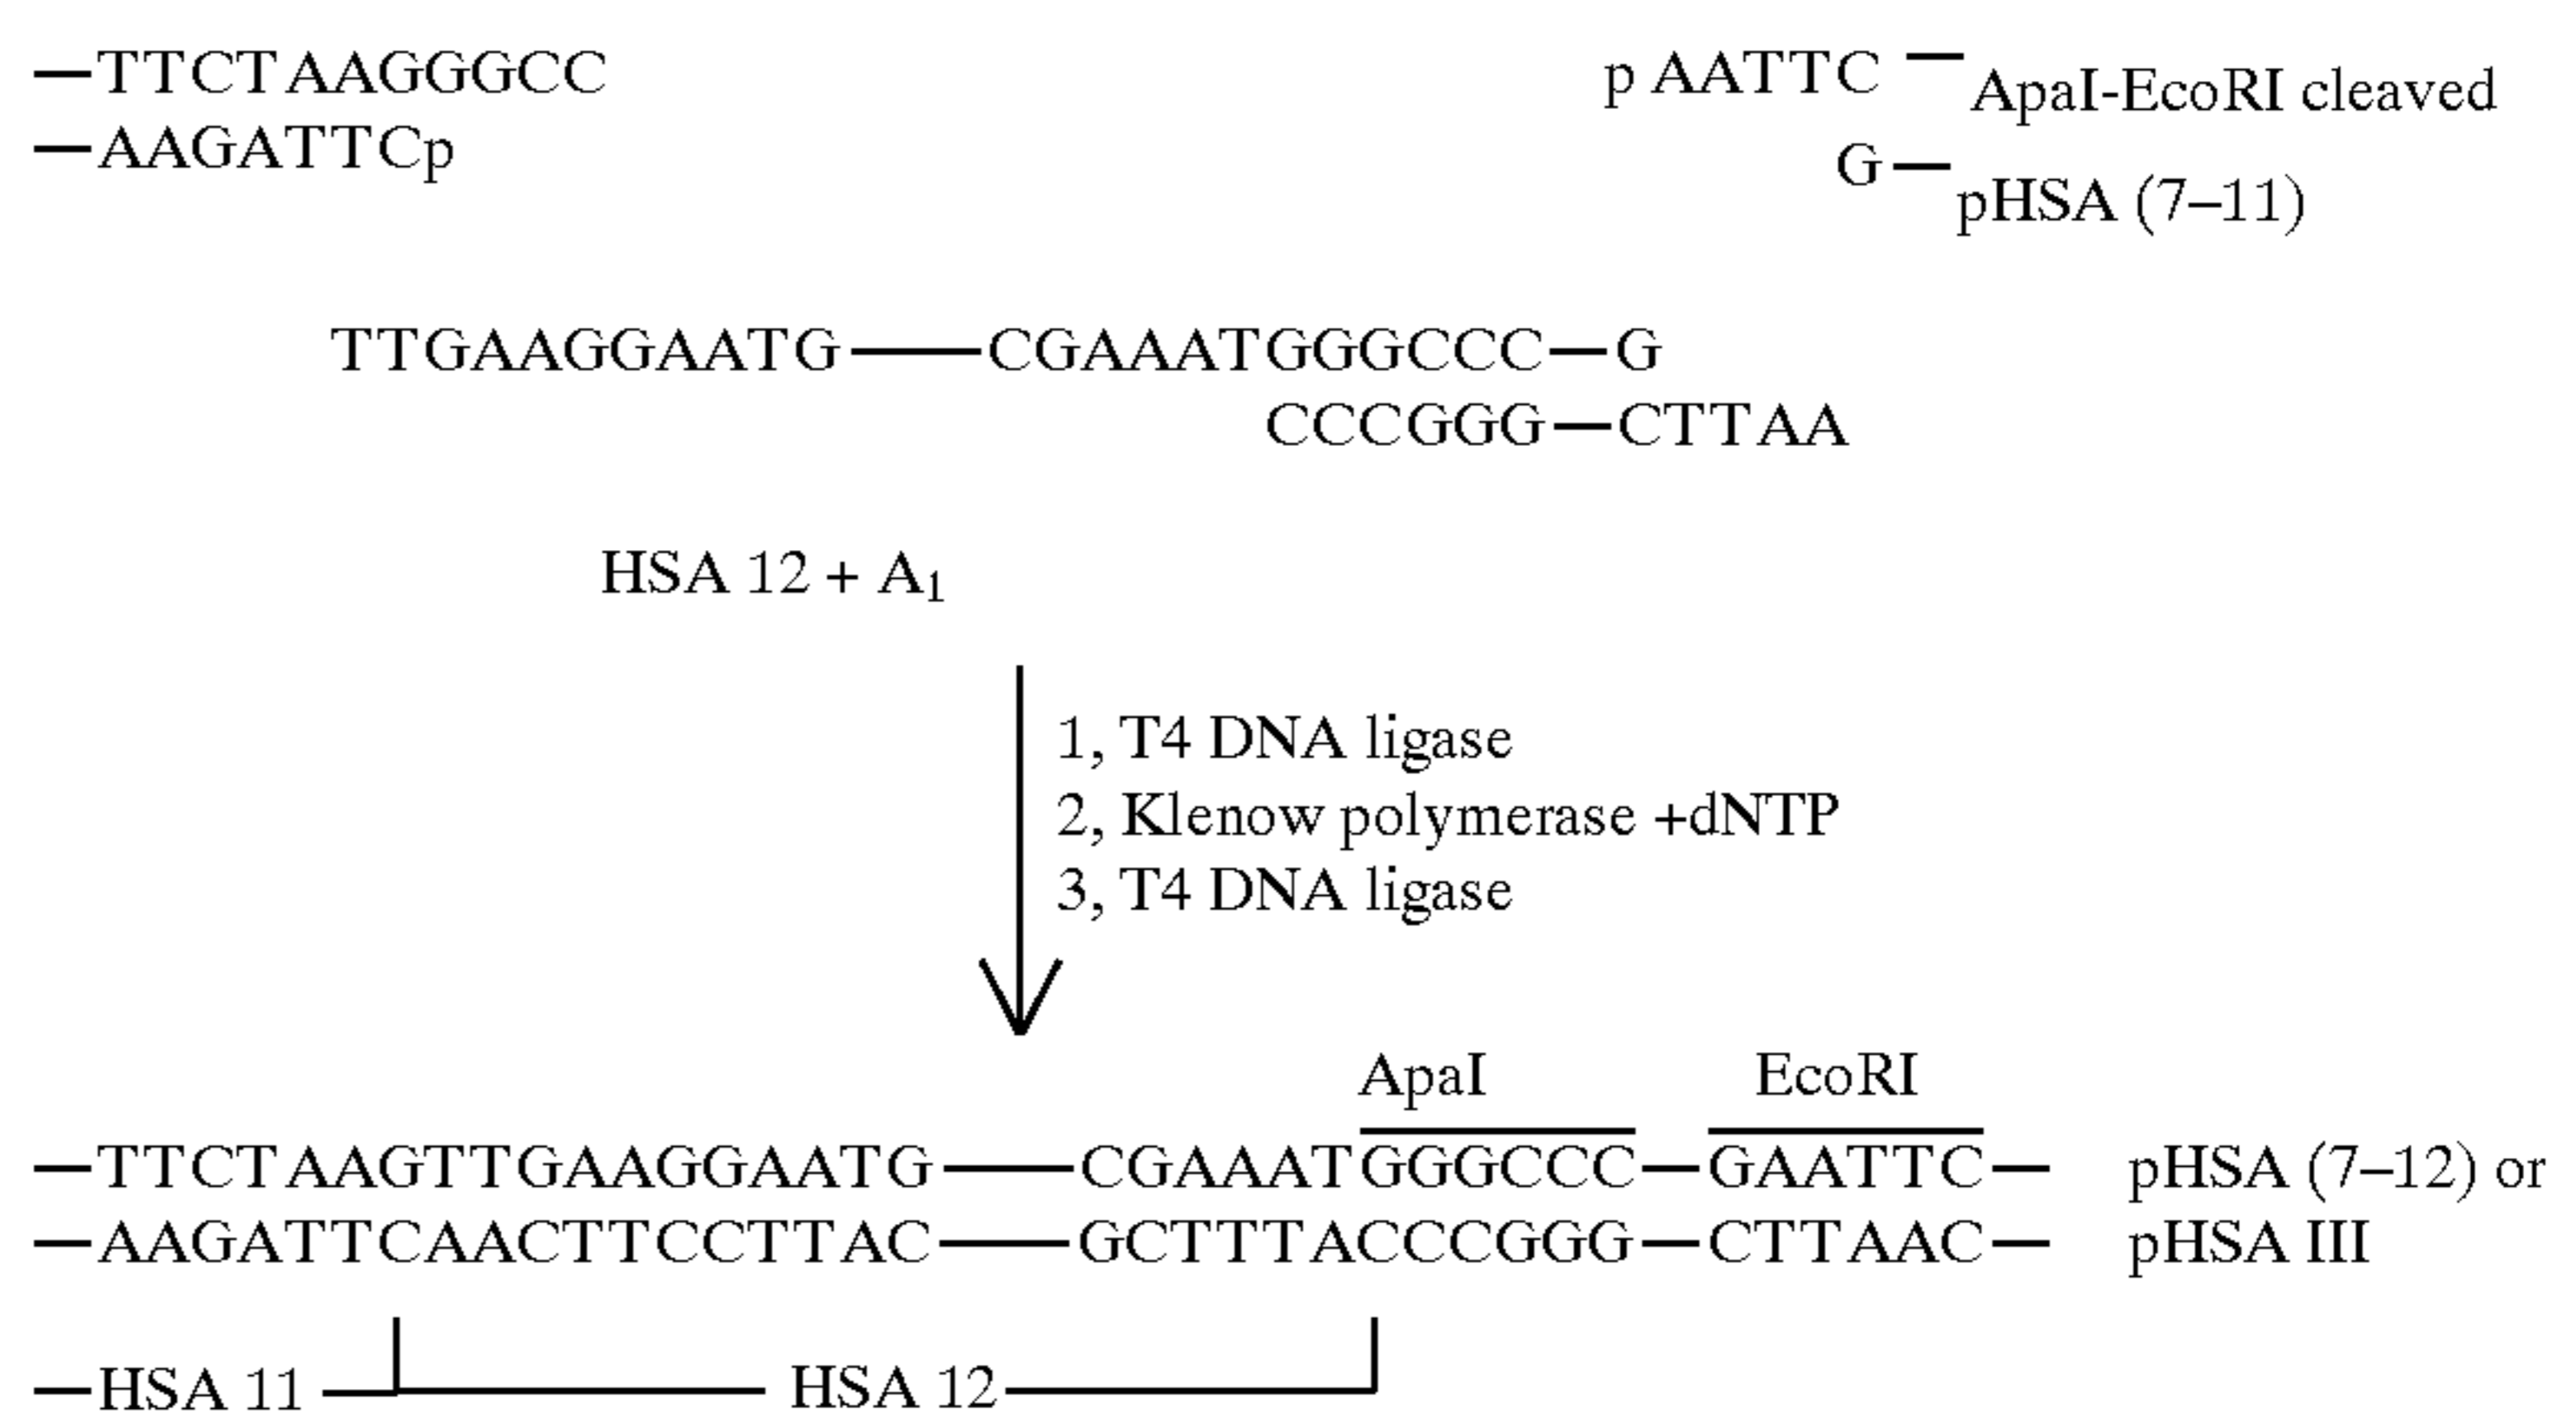 —TTCTAAGGGCC
—AAGATTCp
p AATTC — ApaI-EcoRI cleaved
G— pHSA (7–11)
TTGAAGGAATG——CGAAATGGGCCC—G
CCCGGG—CTTAA
HSA 12 + A1
1, T4 DNA ligase
2, Klenow polymerase +dNTP
3, T4 DNA ligase
ApaI EcoRI
—TTCTAAGTTGAAGGAATG——CGAAATGGGCCC—GAATTC— pHSA (7–12) or
—AAGATTCAACTTCCTTAC——GCTTTACCCGGG—CTTAAC— pHSA III
—HSA 11 — HSA 12